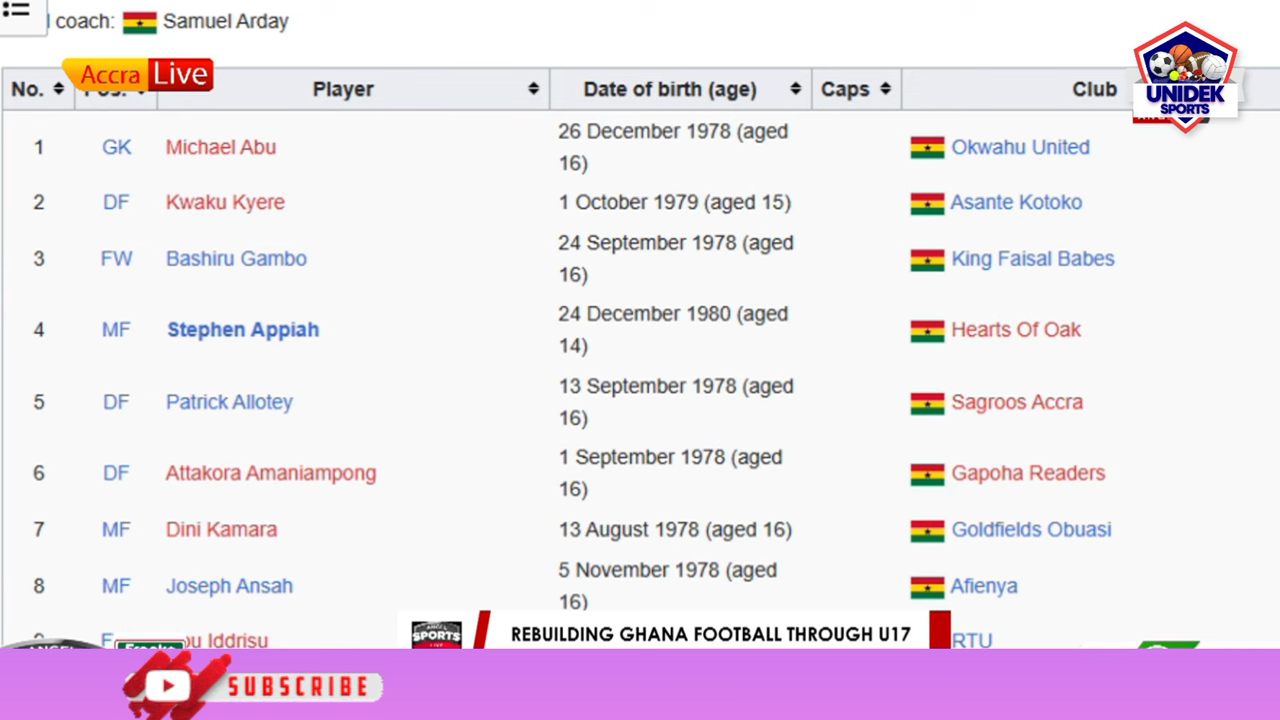 coach: Samuel Arday
Accra Live
No. Player Date of birth (age) Caps Club
UNIDEK
SPORTS
1 GK Michael Abu 26 December 1978 (aged
16) Okwahu United
2 DF Kwaku Kyere 1 October 1979 (aged 15) Asante Kotoko
3 FW Bashiru Gambo 24 September 1978 (aged
16) King Faisal Babes
4 MF Stephen Appiah 24 December 1980 (aged
14) Hearts Of Oak
5 DF Patrick Allotey 13 September 1978 (aged
16) Sagroos Accra
6 DF Attakora Amaniampong 1 September 1978 (aged
16) Gapoha Readers
7 MF Dini Kamara 13 August 1978 (aged 16) Goldfields Obuasi
8 MF Joseph Ansah 5 November 1978 (aged
16) Afienya
Iddrisu RTU
SPORTS
REBUILDING GHANA FOOTBALL THROUGH U17
SUBSCRIBE